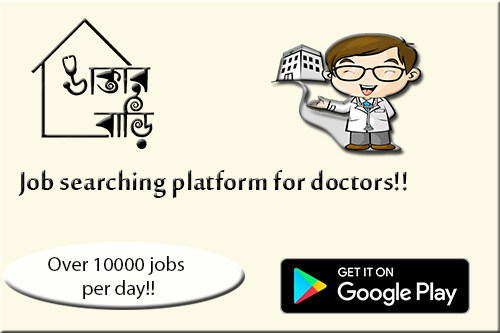 ডাক্তার
বাড়ি
Job searching platform for doctors!!
Over 10000 jobs
per day!!
GET IT ON
Google Play